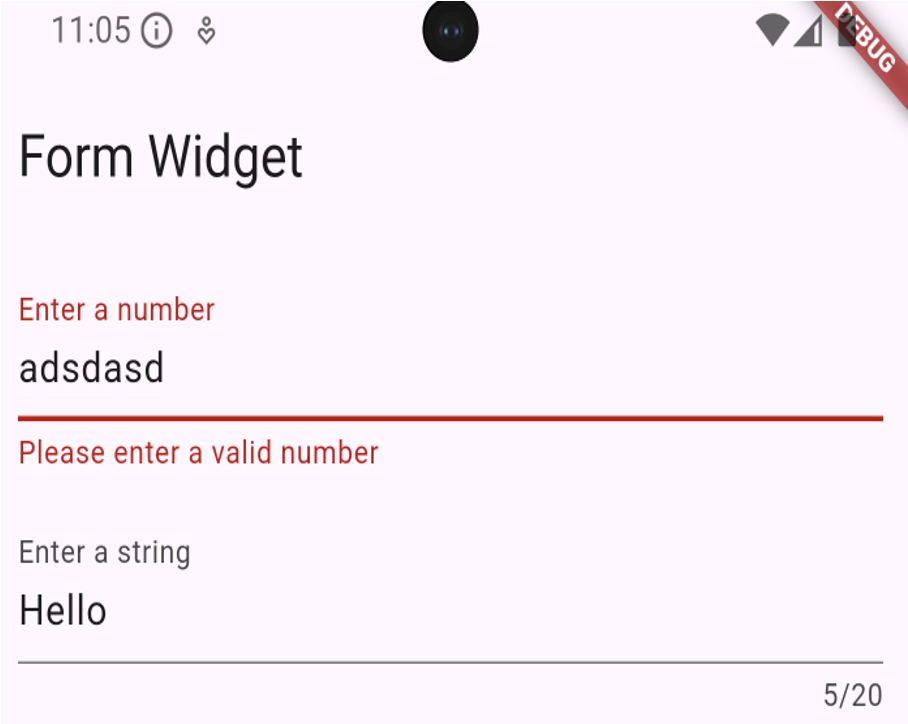 11:05
DEBUG
Form Widget
Enter a number
adsdasd
Please enter a valid number
Enter a string
Hello
5/20